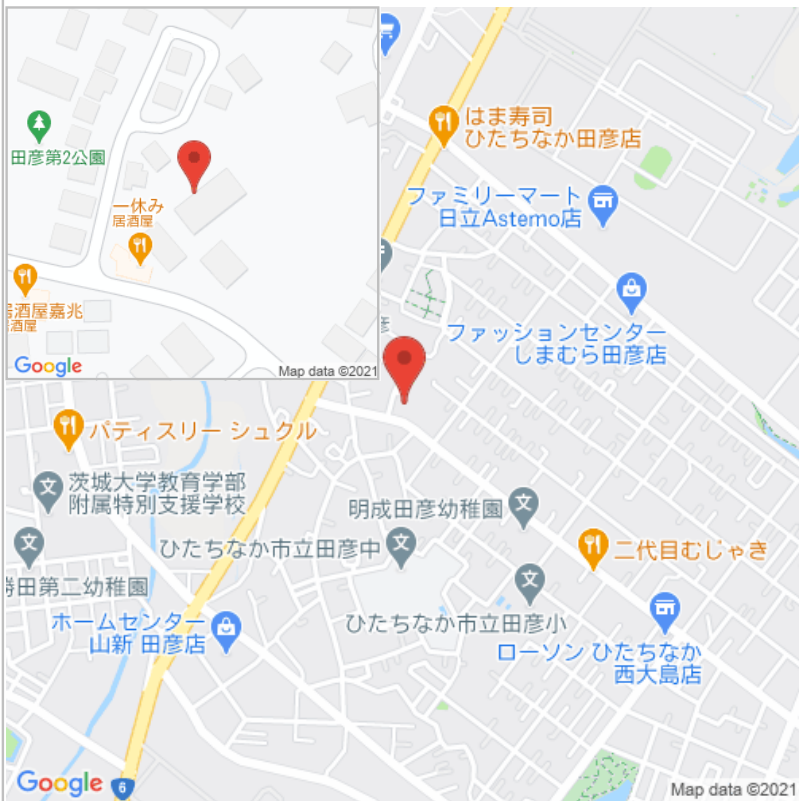 田彦第2公園
一休み
居酒屋
居酒屋嘉兆
酒屋
Google
Map data ©2021
はま寿司
ひたちなか田彦店
ファミリーマート
日立Astemo店
ファッションセンター
しまむら田彦店
パティスリー シュクル
茨城大学教育学部
附属特別支援学校
明成田彦幼稚園
ひたちなか市立田彦中
勝田第二幼稚園
二代目むじゃき
ひたちなか市立田彦小
ホームセンター
山新 田彦店
ローソン ひたちなか
西大島店
Google
6
Map data ©2021